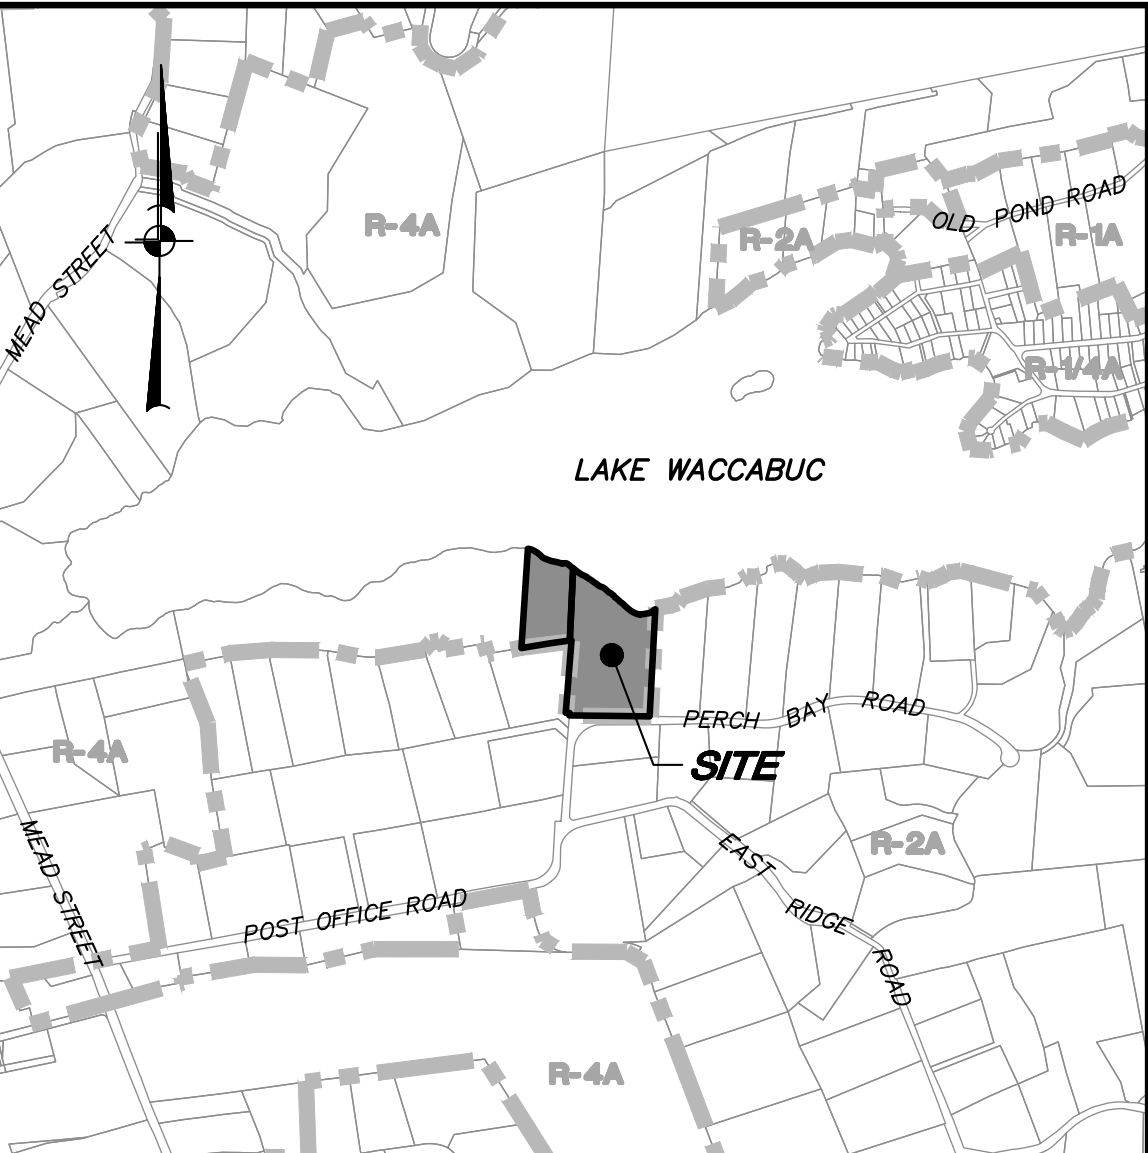 OLD POND ROAD
R-4A
R-2A
R-1A
MEAD STREET
R-1/4A
LAKE WACCABUC
PERCH BAY ROAD
R-4A
SITE
MEAD STREET
EAST RIDGE ROAD
R-2A
POST OFFICE ROAD
R-4A